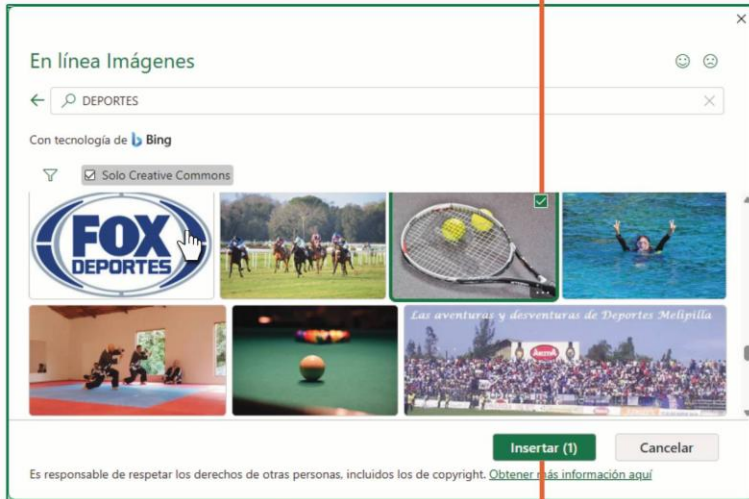 En línea Imágenes
DEPORTES
Con tecnología de Bing
Solo Creative Commons
FOX
DEPORTES
Las aventuras y desventuras de Deportes Melipilla
Insertar (1)
Cancelar
Es responsable de respetar los derechos de otras personas, incluidos los de copyright. Obtener más información aquí